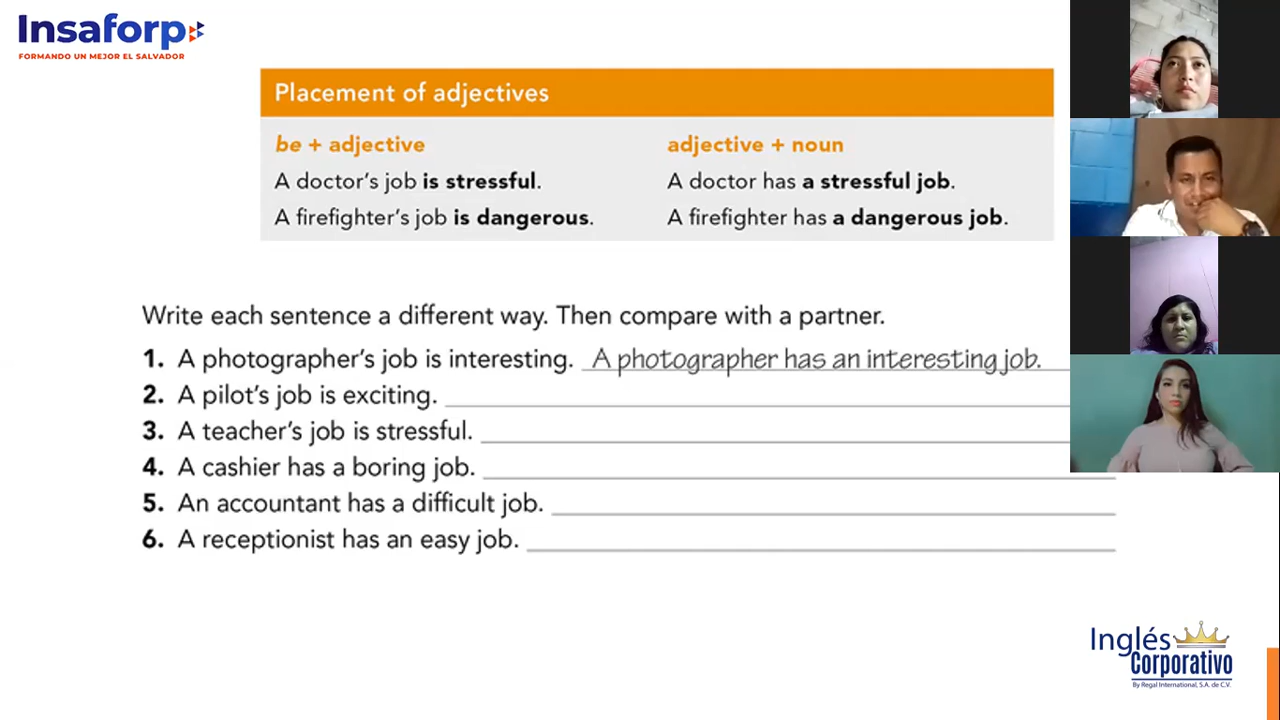 Insaforp
FORMANDO UN MEJOR EL SALVADOR
Placement of adjectives
be + adjective
A doctor's job is stressful.
A firefighter's job is dangerous.
adjective + noun
A doctor has a stressful job.
A firefighter has a dangerous job.
Write each sentence a different way. Then compare with a partner.
1. A photographer's job is interesting. A photographer has an interesting job.
2. A pilot's job is exciting.
3. A teacher's job is stressful.
4. A cashier has a boring job.
5. An accountant has a difficult job.
6. A receptionist has an easy job.
Inglés
Corporativo
By Regal International, S.A. de C.V.